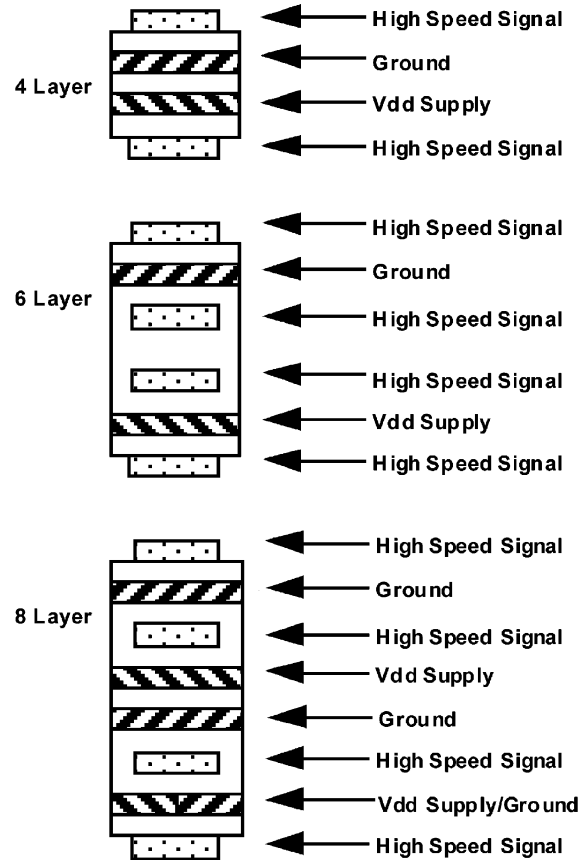 High Speed Signal
Ground
4 Layer
Vdd Supply
High Speed Signal
High Speed Signal
Ground
6 Layer
High Speed Signal
High Speed Signal
Vdd Supply
High Speed Signal
High Speed Signal
Ground
8 Layer
High Speed Signal
Vdd Supply
Ground
High Speed Signal
Vdd Supply/Ground
High Speed Signal